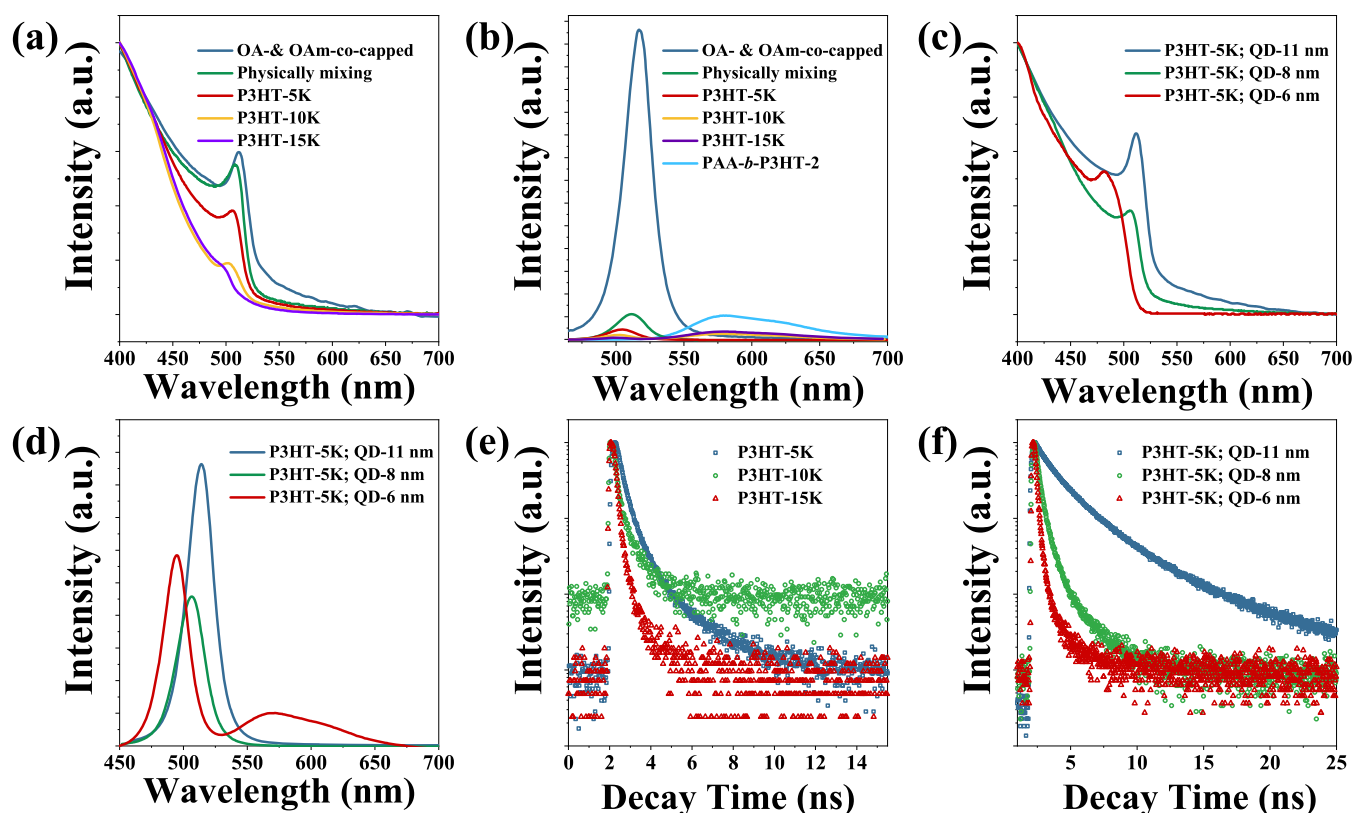 (a)
OA-& OAm-co-capped
Physically mixing
P3HT-5K
P3HT-10K
P3HT-15K
Intensity (a.u.)
400 450 500 550 600 650 700
Wavelength (nm)
(b)
OA- & OAm-co-capped
Physically mixing
P3HT-5K
P3HT-10K
P3HT-15K
PAA-b-P3HT-2
Intensity (a.u.)
500 550 600 650 700
Wavelength (nm)
(c)
P3HT-5K; QD-11 nm
P3HT-5K; QD-8 nm
P3HT-5K; QD-6 nm
Intensity (a.u.)
400 450 500 550 600 650 700
Wavelength (nm)
(d)
P3HT-5K; QD-11 nm
P3HT-5K; QD-8 nm
P3HT-5K; QD-6 nm
Intensity (a.u.)
450 500 550 600 650 700
Wavelength (nm)
(e)
P3HT-5K
P3HT-10K
P3HT-15K
Intensity (a.u.)
0 2 4 6 8 10 12 14
Decay Time (ns)
(f)
P3HT-5K; QD-11 nm
P3HT-5K; QD-8 nm
P3HT-5K; QD-6 nm
Intensity (a.u.)
5 10 15 20 25
Decay Time (ns)